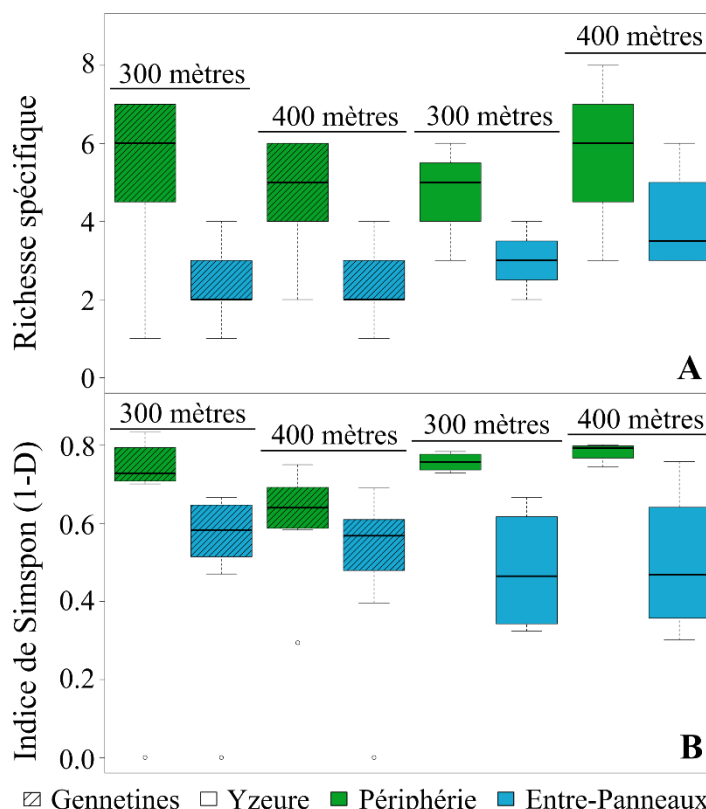 Richesse spécifique
8
6
4
2
0
300 mètres
400 mètres
300 mètres
400 mètres
A
Indice de Simspon (1-D)
0.8
0.6
0.4
0.2
0.0
300 mètres
400 mètres
300 mètres
400 mètres
B
Gennetines Yzeure Périphérie Entre-Panneaux